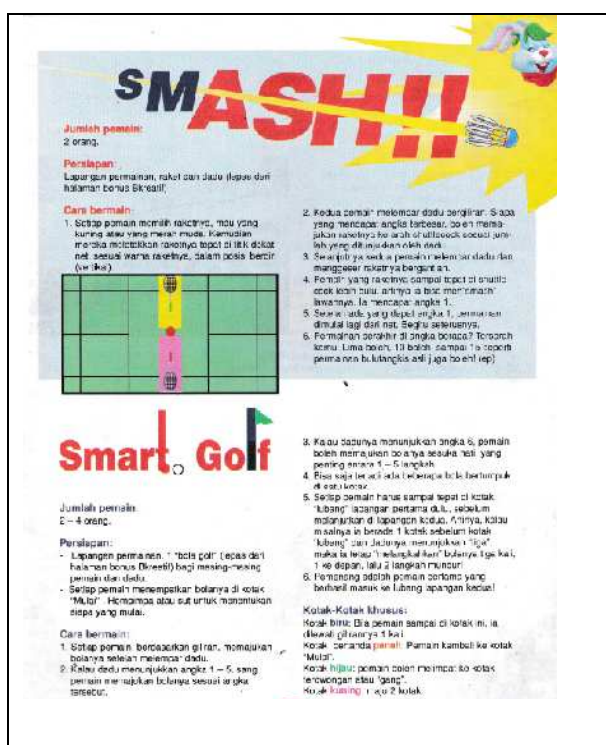 SMASH!!
Jumlah pemain:
2 orang.
Persiapan:
Lapangan permainan, raket dan dadu (lepas dari
halaman bonus Bkreatif)
Cara bermain:
1. Setiap pemain memilih raketnya, mau yang
kuning atau yang merah muda. Kemudian
mereka meletakkan raketnya tepat di titik dekat
net sesuai warna raketnya, dalam posisi berdiri
(vertikal)
2. Kedua pemain melempar dadu bergiliran. Siapa
yang mendapat angka terbesar, boleh mema-
jukan raketnya ke arah shuttlecock sesuai jum-
lah yang ditunjukkan oleh dadu.
3. Selanjutnya kedua pemain melempar dadu dan
menggeser raketnya bergantian.
4. Pemain yang raketnya sampai tepat di shuttle
cock lebih dulu, artinya ia bisa men"smash"
lawannya. Ia mendapat angka 1.
5. Setelah ada yang dapat angka 1, permainan
dimulai lagi dari net. Begitu seterusnya.
6. Permainan berakhir di angka berapa? Terserah
kamu. Lima boleh, 10 boleh, sampai 15 seperti
permainan bulutangkis asli juga boleh! (ep)
Smart Golf
Jumlah pemain:
2 – 4 orang.
Persiapan:
- Lapangan permainan, 1 "bola golf" (lepas dari
halaman bonus Bkreatif) bagi masing-masing
pemain dan dadu.
- Setiap pemain menempatkan bolanya di kotak
"Mulai". Hompimpa atau sut untuk menentukan
siapa yang mulai.
Cara bermain:
1. Setiap pemain, berdasarkan giliran, memajukan
bolanya setelah melempar dadu.
2. Kalau dadu menunjukkan angka 1 – 5, sang
pemain memajukan bolanya sesuai angka
tersebut.
3. Kalau dadunya menunjukkan angka 6, pemain
boleh memajukan bolanya sesuka hati, yang
penting antara 1 – 5 langkah.
4. Bisa saja terjadi ada beberapa bola bertumpuk
di satu kotak.
5. Setiap pemain harus sampai tepat di kotak
"lubang" lapangan pertama dulu, sebelum
melanjutkan di lapangan kedua. Artinya, kalau
misalnya ia berada 1 kotak sebelum kotak
"lubang" dan dadunya menunjukkan "tiga"
maka ia tetap "melangkahkan" bolanya tiga kali,
1 ke depan, lalu 2 langkah mundur!
6. Pemenang adalah pemain pertama yang
berhasil masuk ke lubang lapangan kedua!
Kotak-Kotak khusus:
Kotak biru: Bila pemain sampai di kotak ini, ia
dilewati gilirannya 1 kali.
Kotak bertanda panah: Pemain kembali ke kotak
"Mulai".
Kotak hijau: pemain boleh melompat ke kotak
terowongan atau "gang".
Kotak kuning: maju 2 kotak.